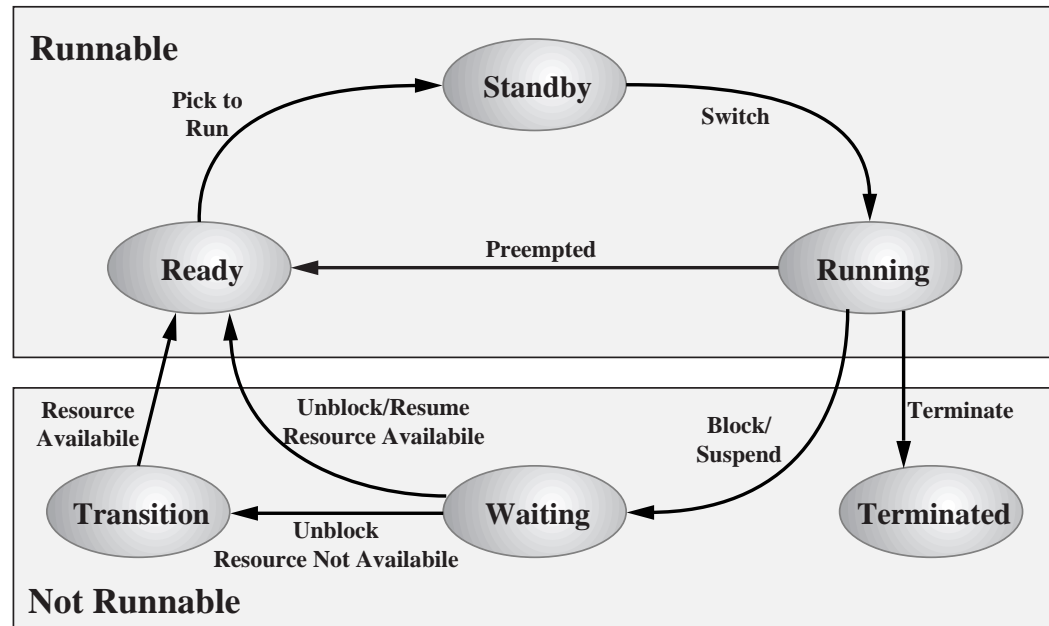 Runnable
Standby
Pick to
Run
Switch
Ready
Preempted
Running
Resource
Availabile
Unblock/Resume
Resource Availabile
Block/
Suspend
Terminate
Transition
Waiting
Terminated
Unblock
Resource Not Availabile
Not Runnable